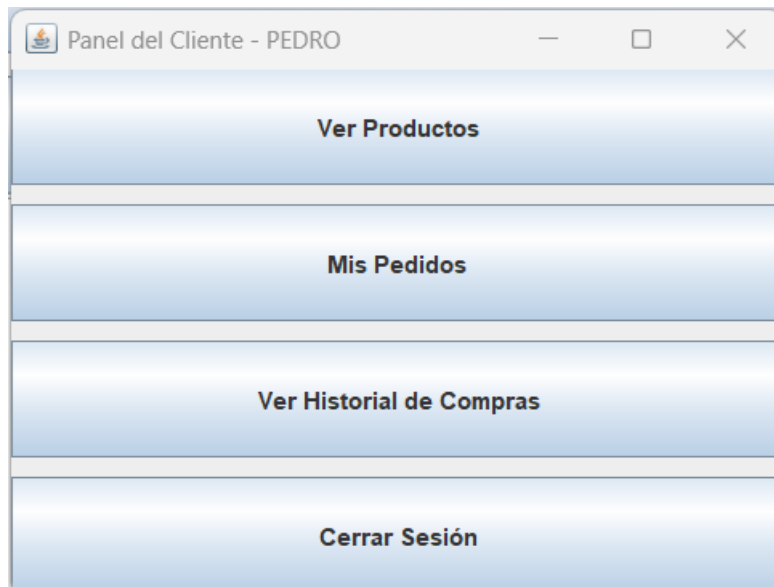 Panel del Cliente - PEDRO
Ver Productos
Mis Pedidos
Ver Historial de Compras
Cerrar Sesión